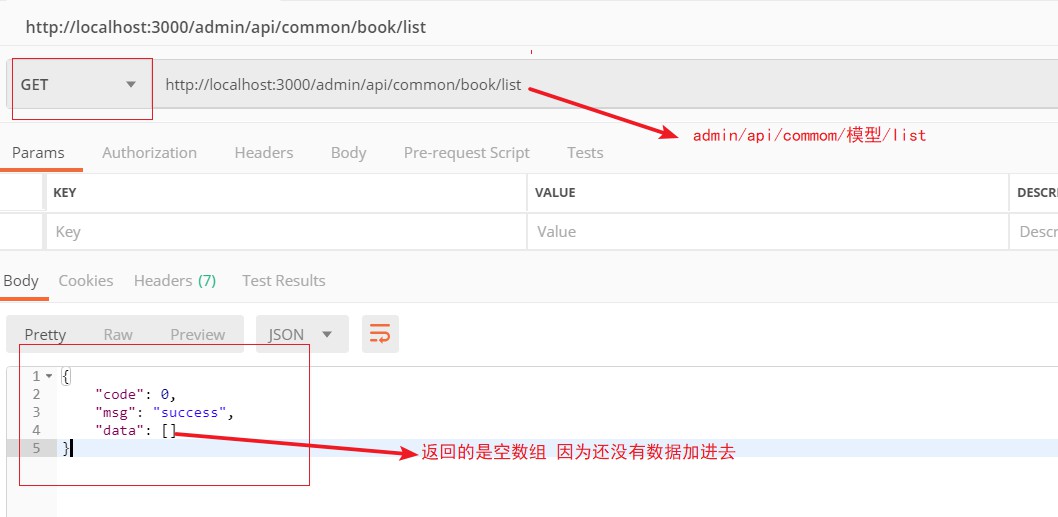 http://localhost:3000/admin/api/common/book/list
GET http://localhost:3000/admin/api/common/book/list
admin/api/commom/模型/list
Params Authorization Headers Body Pre-request Script Tests
KEY VALUE DESCRI
Key Value Descr
Body Cookies Headers (7) Test Results
Pretty Raw Preview JSON
1 {
2 "code": 0,
3 "msg": "success",
4 "data": []
5 }
返回的是空数组 因为还没有数据加进去